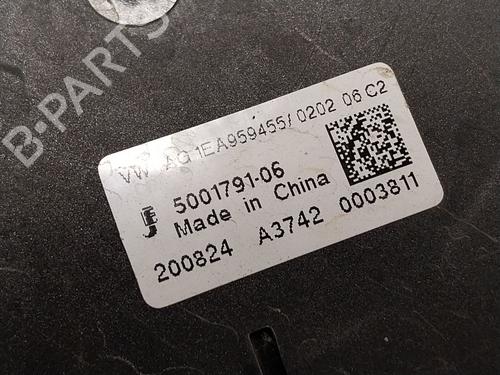 B-PARTS
VW AG 1EA959455/ 0202 06 C2
5001791-06
Made in China
200824 A3742 0003811